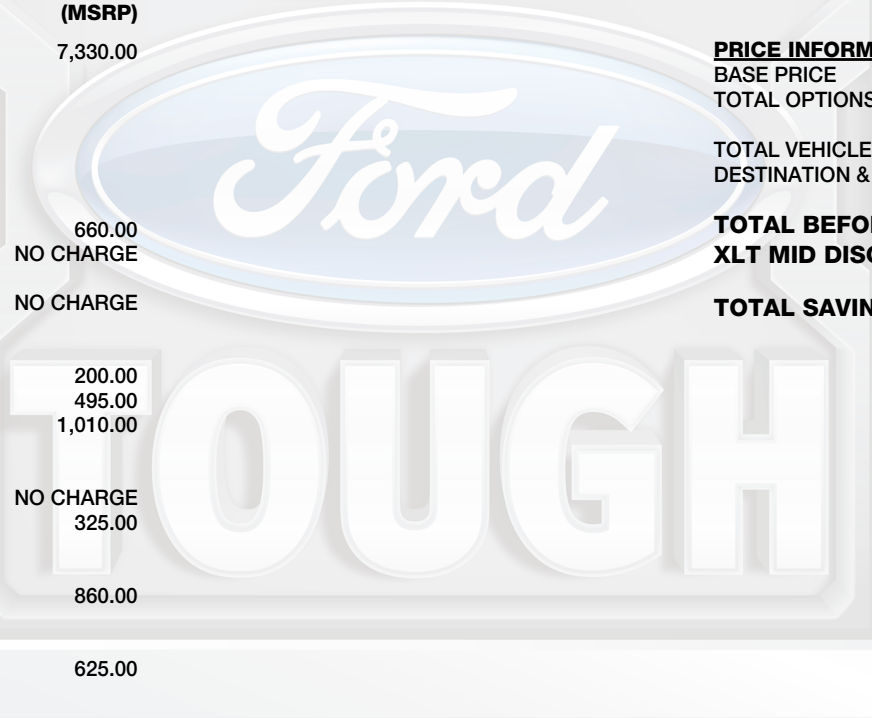 (MSRP)
7,330.00
660.00
NO CHARGE
NO CHARGE
200.00
495.00
1,010.00
NO CHARGE
325.00
860.00
625.00
PRICE INFORM
BASE PRICE
TOTAL OPTIONS
TOTAL VEHICLE
DESTINATION &
TOTAL BEFO
XLT MID DISC
TOTAL SAVIN
Ford
TOUGH